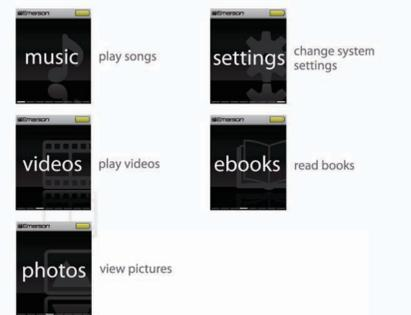 Emerson
music
play songs
Emerson
settings
change system
settings
Emerson
videos
play videos
Emerson
ebooks
read books
Emerson
photos
view pictures